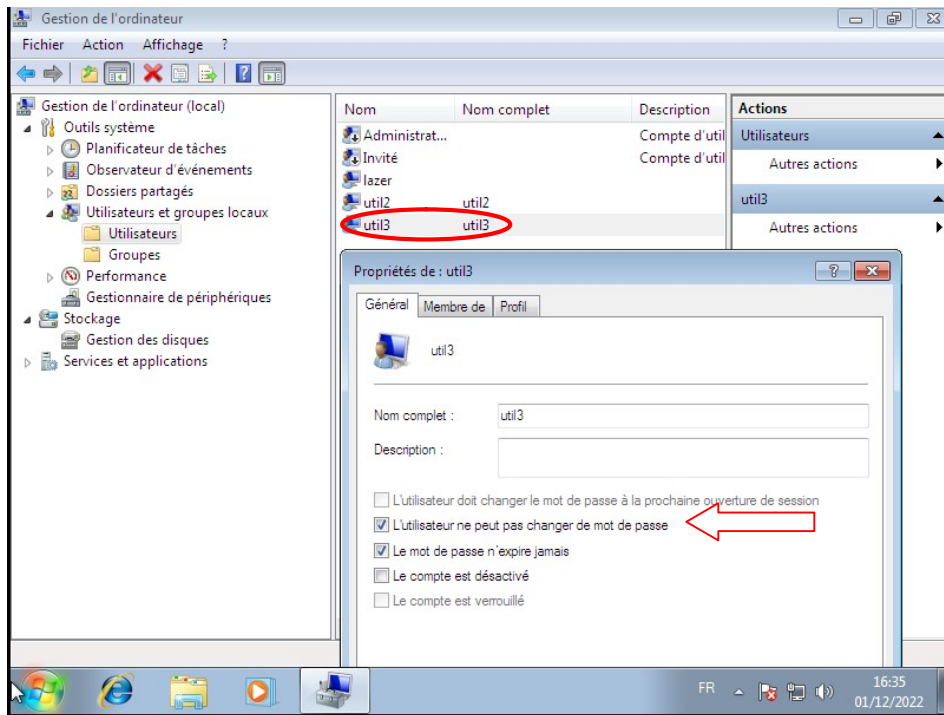 Gestion de l'ordinateur
Fichier Action Affichage ?
Gestion de l'ordinateur (local)
Outils système
Planificateur de tâches
Observateur d'événements
Dossiers partagés
Utilisateurs et groupes locaux
Utilisateurs
Groupes
Performance
Gestionnaire de périphériques
Stockage
Gestion des disques
Services et applications
Nom Nom complet Description
Administrat... Compte d'util
Invité Compte d'util
lazer
util2 util2
util3 util3
Actions
Utilisateurs
Autres actions
util3
Autres actions
Propriétés de : util3
Général Membre de Profil
util3
Nom complet : util3
Description :
L'utilisateur doit changer le mot de passe à la prochaine ouverture de session
L'utilisateur ne peut pas changer de mot de passe
Le mot de passe n'expire jamais
Le compte est désactivé
Le compte est verrouillé
FR
16:35
01/12/2022